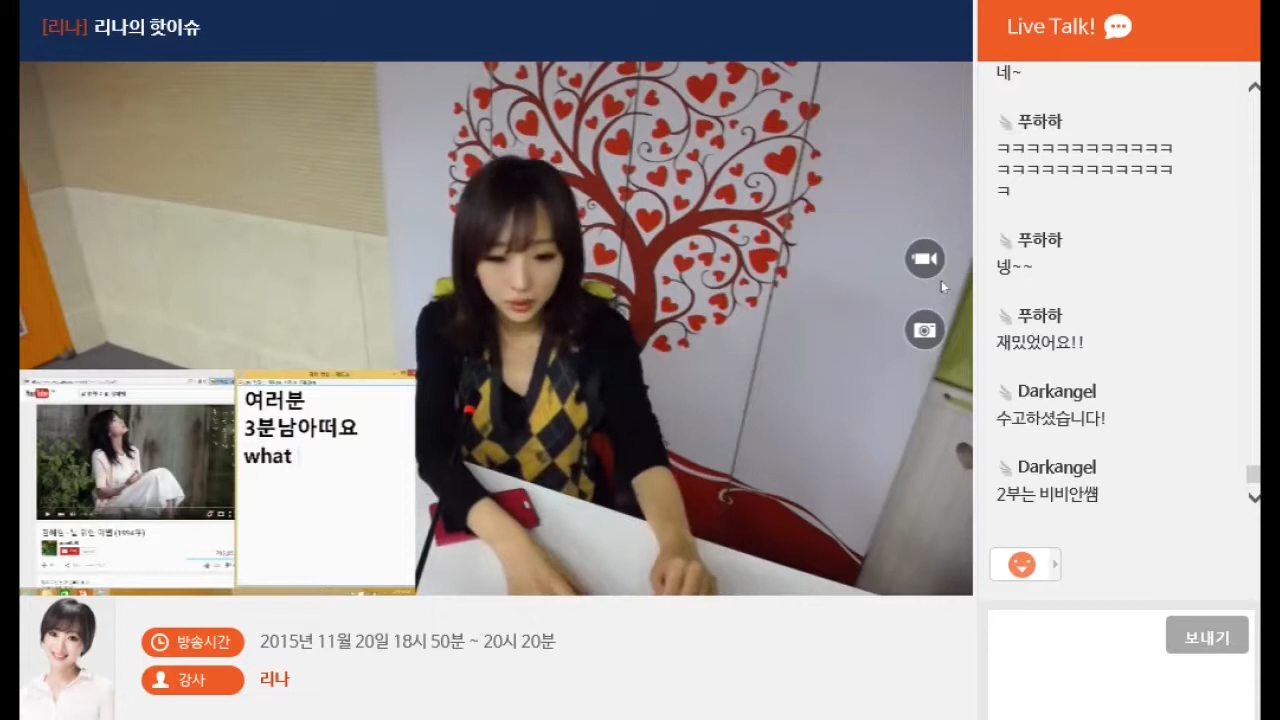 [리나] 리나의 핫이슈
Live Talk!
네~
푸하하
ㅋㅋㅋㅋㅋㅋㅋㅋㅋㅋㅋㅋ
ㅋㅋㅋㅋㅋㅋㅋㅋㅋㅋㅋㅋ
ㅋ
푸하하
넹~~
푸하하
재밌었어요!!
Darkangel
수고하셨습니다!
Darkangel
2부는 비비안쌤
여러분
3분남아떠요
what
방송시간 2015년 11월 20일 18시 50분 ~ 20시 20분
강사 리나
보내기